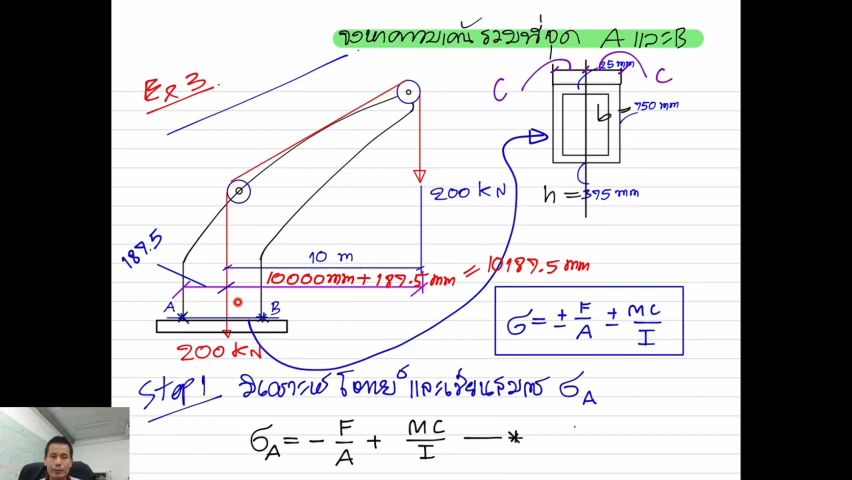 จงหาความเค้นรวมที่จุด A และ B
Ex 3
C
25 mm
C
b = 750 mm
200 kN
h = 375 mm
187.5
10 m
10000mm + 187.5 mm = 10187.5 mm
A
B
200 kN
σ = ± F/A ± MC/I
Step 1 วิเคราะห์โจทย์และเขียนสมการ σA
σA = - F/A + MC/I — *